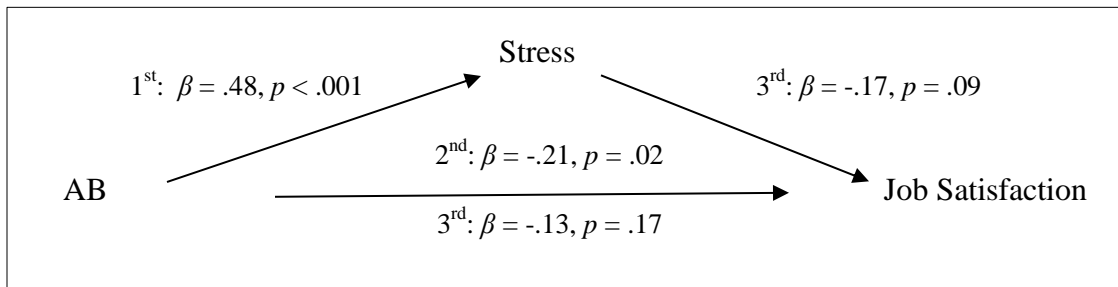 Stress
1st: β = .48, p < .001
3rd: β = -.17, p = .09
2nd: β = -.21, p = .02
AB
Job Satisfaction
3rd: β = -.13, p = .17